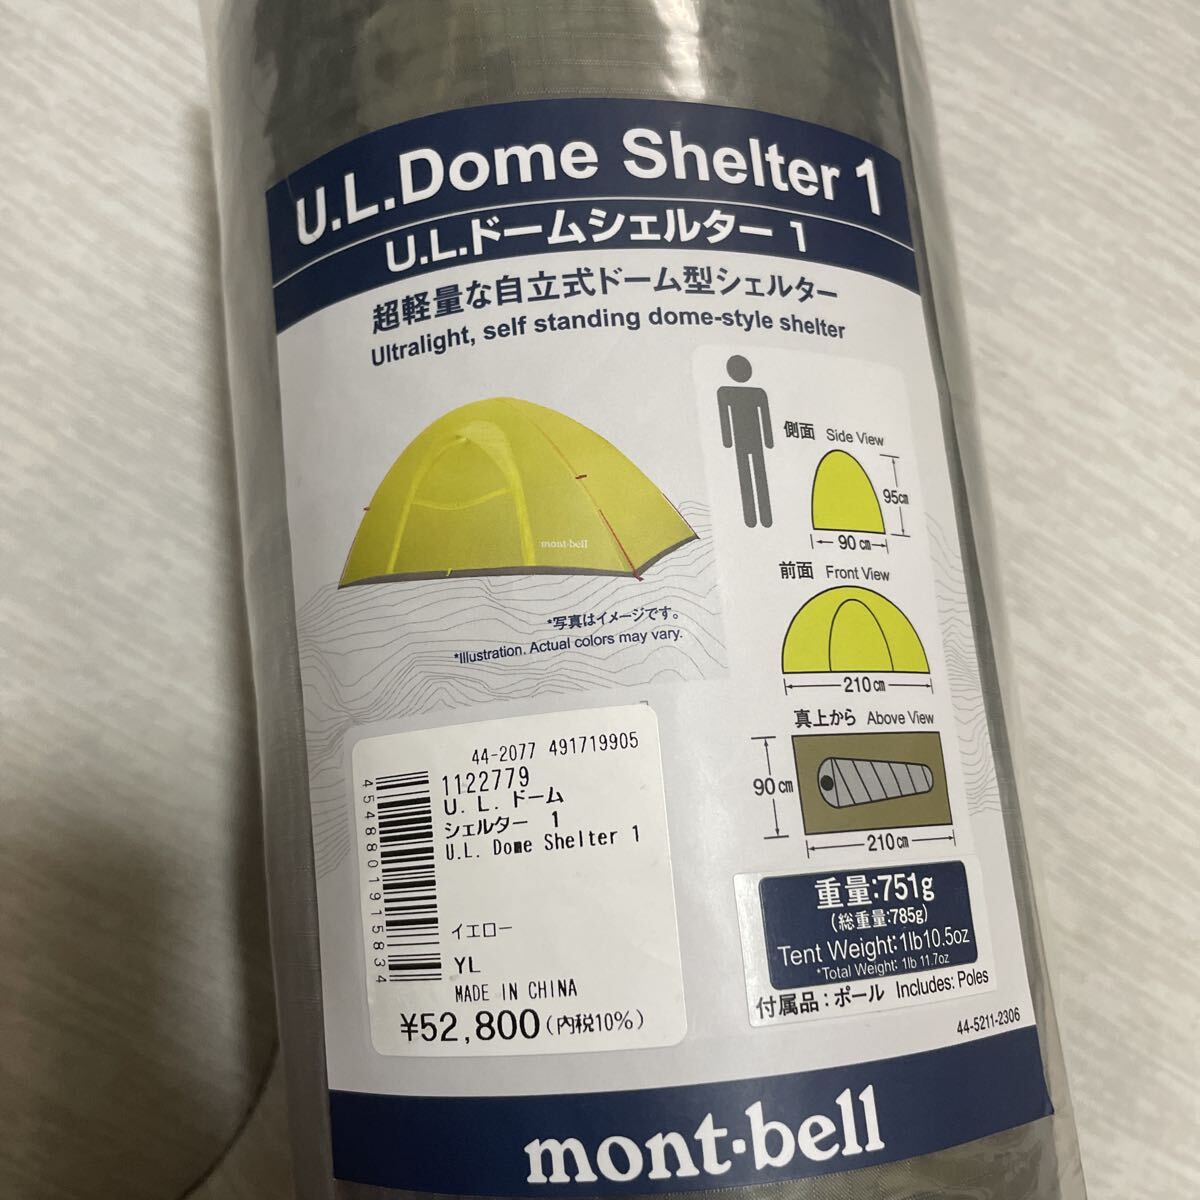 U.L.Dome Shelter 1
U.L.ドームシェルター 1
超軽量な自立式ドーム型シェルター
Ultralight, self standing dome-style shelter
側面 Side View
95㎝
90㎝
mont-bell
前面 Front View
*写真はイメージです。
*Illustration. Actual colors may vary.
210㎝
真上から Above View
90㎝
210㎝
44-2077 491719905
1122779
U. L. ドーム
シェルター 1
U.L. Dome Shelter 1
イエロー
YL
MADE IN CHINA
¥52,800(内税10%)
4548801915834
重量:751g
(総重量:785g)
Tent Weight: 1lb10.5oz
*Total Weight: 1lb 11.7oz
付属品:ポール Includes: Poles
44-5211-2306
mont-bell